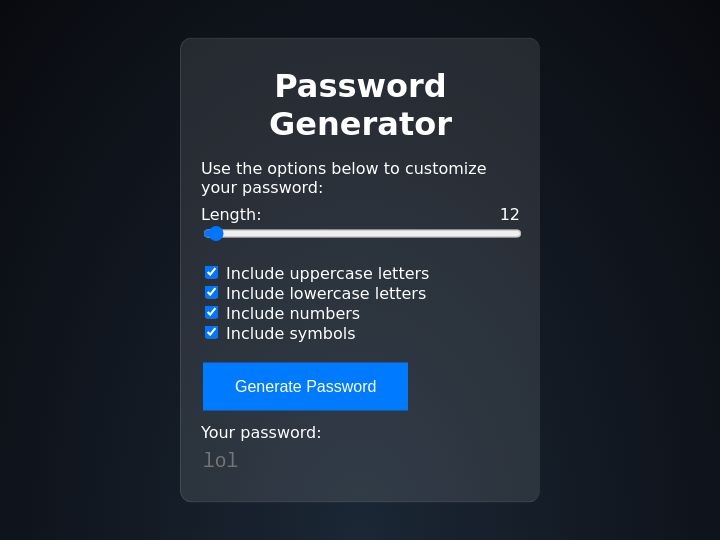 Password
Generator
Use the options below to customize
your password:
Length: 12
Include uppercase letters
Include lowercase letters
Include numbers
Include symbols
Generate Password
Your password:
lol